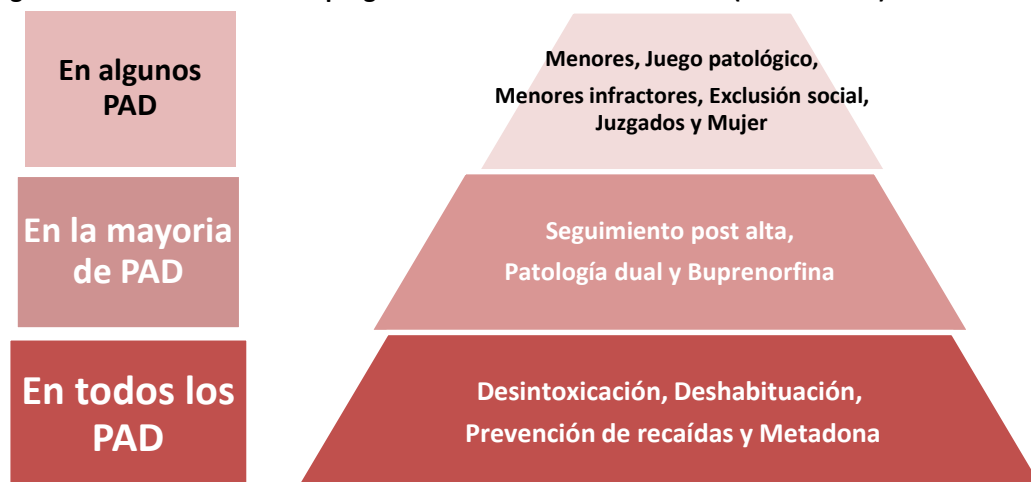 En algunos
PAD
Menores, Juego patológico,
Menores infractores, Exclusión social,
Juzgados y Mujer
En la mayoria
de PAD
Seguimiento post alta,
Patología dual y Buprenorfina
En todos los
PAD
Desintoxicación, Deshabituación,
Prevención de recaídas y Metadona